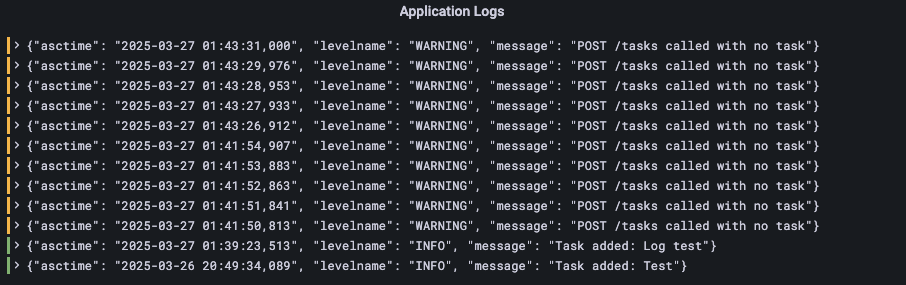 Application Logs
> {"asctime": "2025-03-27 01:43:31,000", "levelname": "WARNING", "message": "POST /tasks called with no task"}
> {"asctime": "2025-03-27 01:43:29,976", "levelname": "WARNING", "message": "POST /tasks called with no task"}
> {"asctime": "2025-03-27 01:43:28,953", "levelname": "WARNING", "message": "POST /tasks called with no task"}
> {"asctime": "2025-03-27 01:43:27,933", "levelname": "WARNING", "message": "POST /tasks called with no task"}
> {"asctime": "2025-03-27 01:43:26,912", "levelname": "WARNING", "message": "POST /tasks called with no task"}
> {"asctime": "2025-03-27 01:41:54,907", "levelname": "WARNING", "message": "POST /tasks called with no task"}
> {"asctime": "2025-03-27 01:41:53,883", "levelname": "WARNING", "message": "POST /tasks called with no task"}
> {"asctime": "2025-03-27 01:41:52,863", "levelname": "WARNING", "message": "POST /tasks called with no task"}
> {"asctime": "2025-03-27 01:41:51,841", "levelname": "WARNING", "message": "POST /tasks called with no task"}
> {"asctime": "2025-03-27 01:41:50,813", "levelname": "WARNING", "message": "POST /tasks called with no task"}
> {"asctime": "2025-03-27 01:39:23,513", "levelname": "INFO", "message": "Task added: Log test"}
> {"asctime": "2025-03-26 20:49:34,089", "levelname": "INFO", "message": "Task added: Test"}